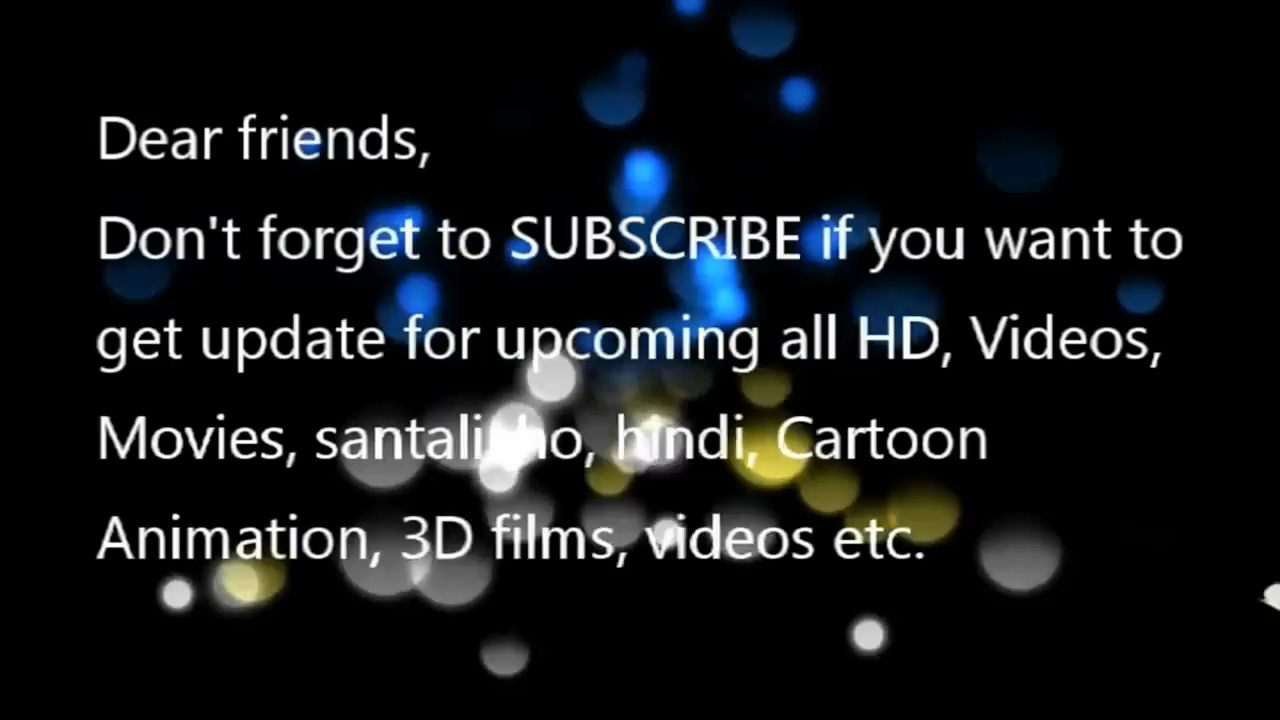 Dear friends,
Don't forget to SUBSCRIBE if you want to
get update for upcoming all HD, Videos,
Movies, santali, hindi, Cartoon
Animation, 3D films, videos etc.